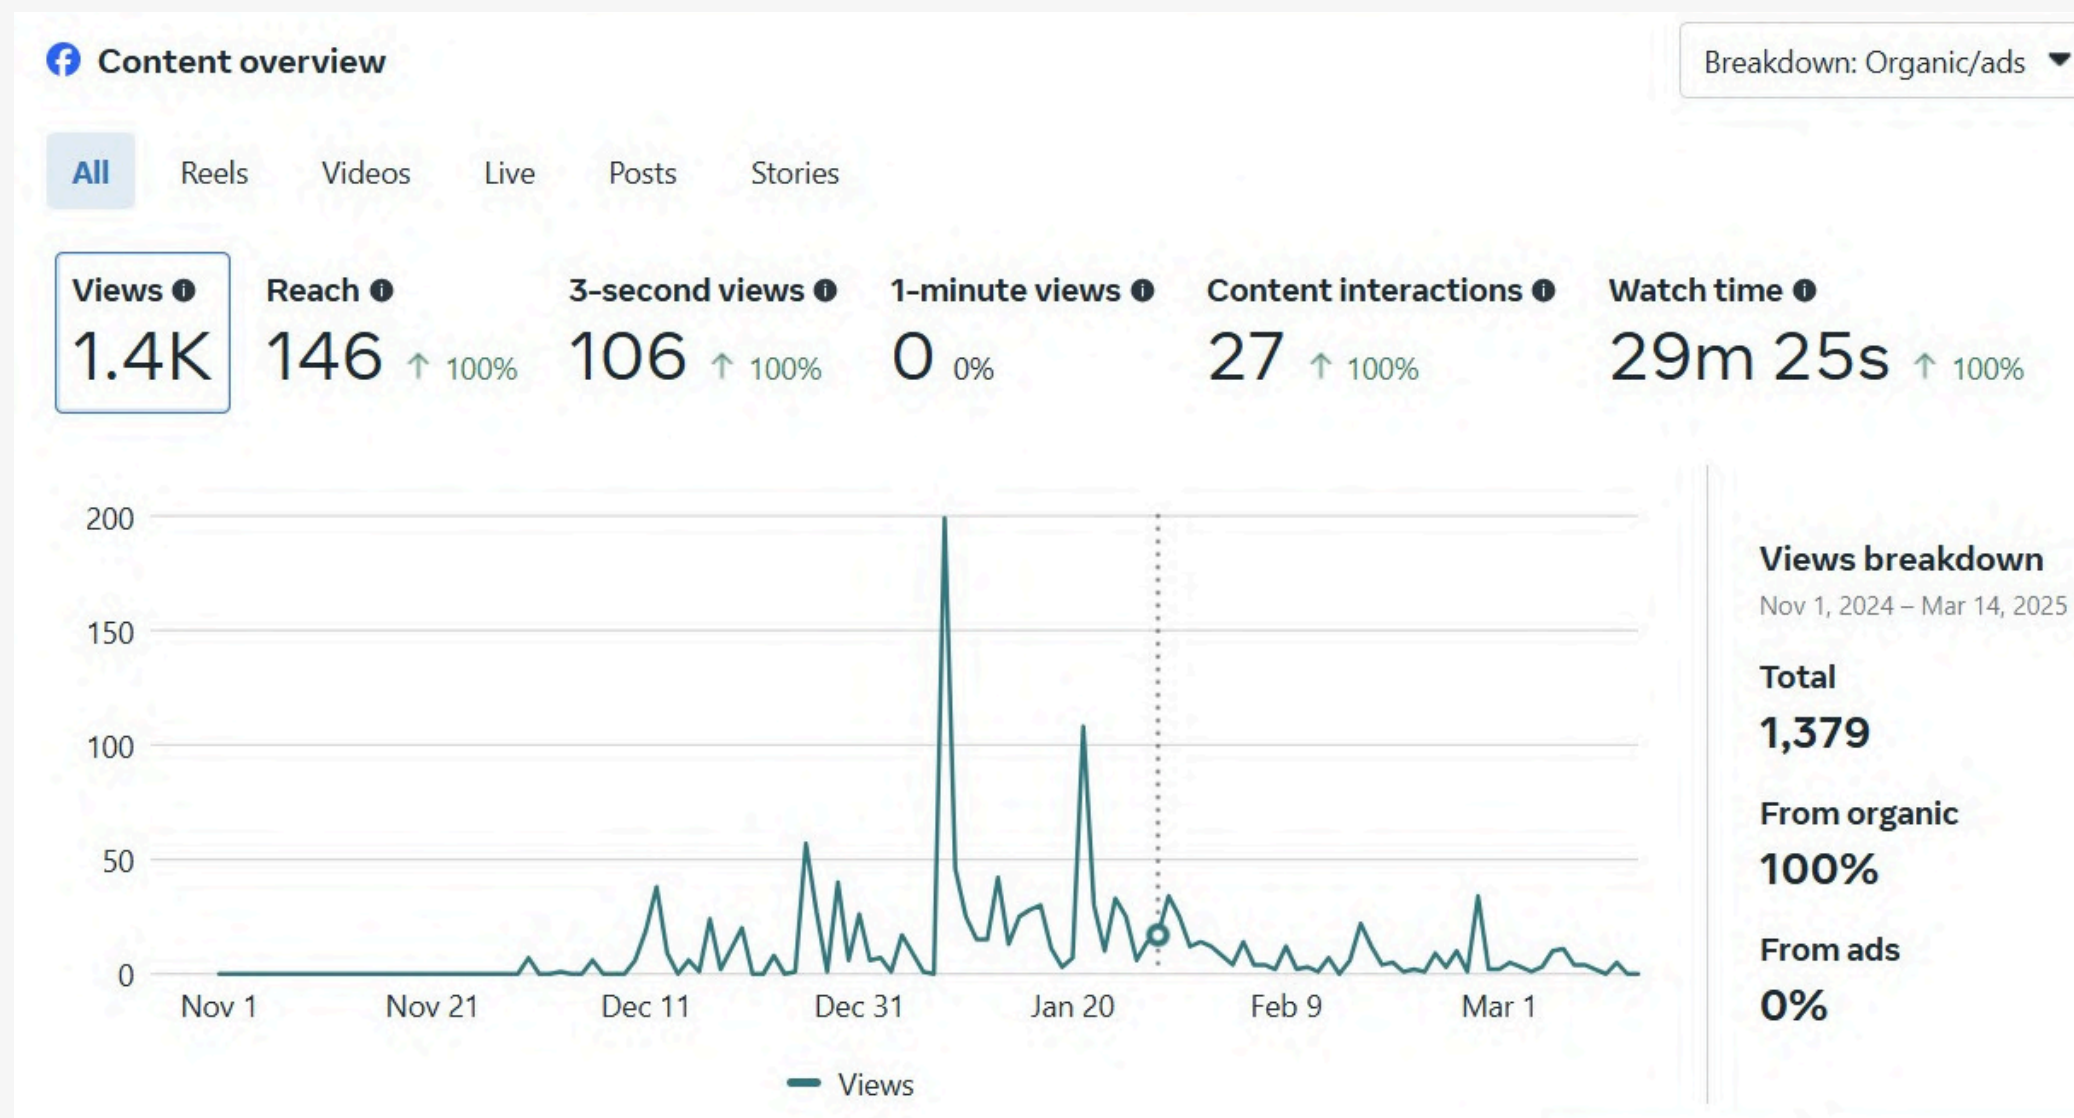 Content overview
Breakdown: Organic/ads
All Reels Videos Live Posts Stories
Views Reach 3-second views 1-minute views Content interactions Watch time
1.4K 146 ↑ 100% 106 ↑ 100% 0 0% 27 ↑ 100% 29m 25s ↑ 100%
200
150
100
50
0
Nov 1 Nov 21 Dec 11 Dec 31 Jan 20 Feb 9 Mar 1
Views
Views breakdown
Nov 1, 2024 – Mar 14, 2025
Total
1,379
From organic
100%
From ads
0%